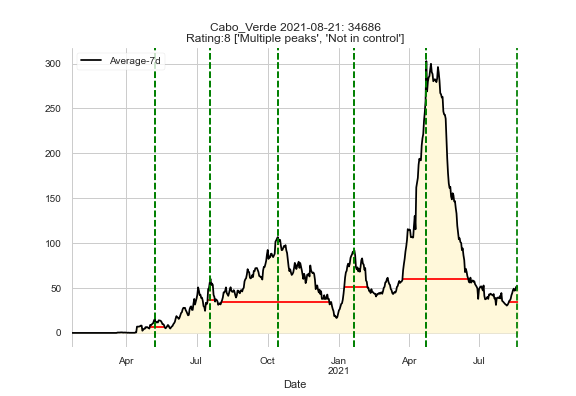 Cabo_Verde 2021-08-21: 34686
Rating:8 ['Multiple peaks', 'Not in control']
Average-7d
300
250
200
150
100
50
0
Apr
Jul
Oct
Jan
2021
Apr
Jul
Date